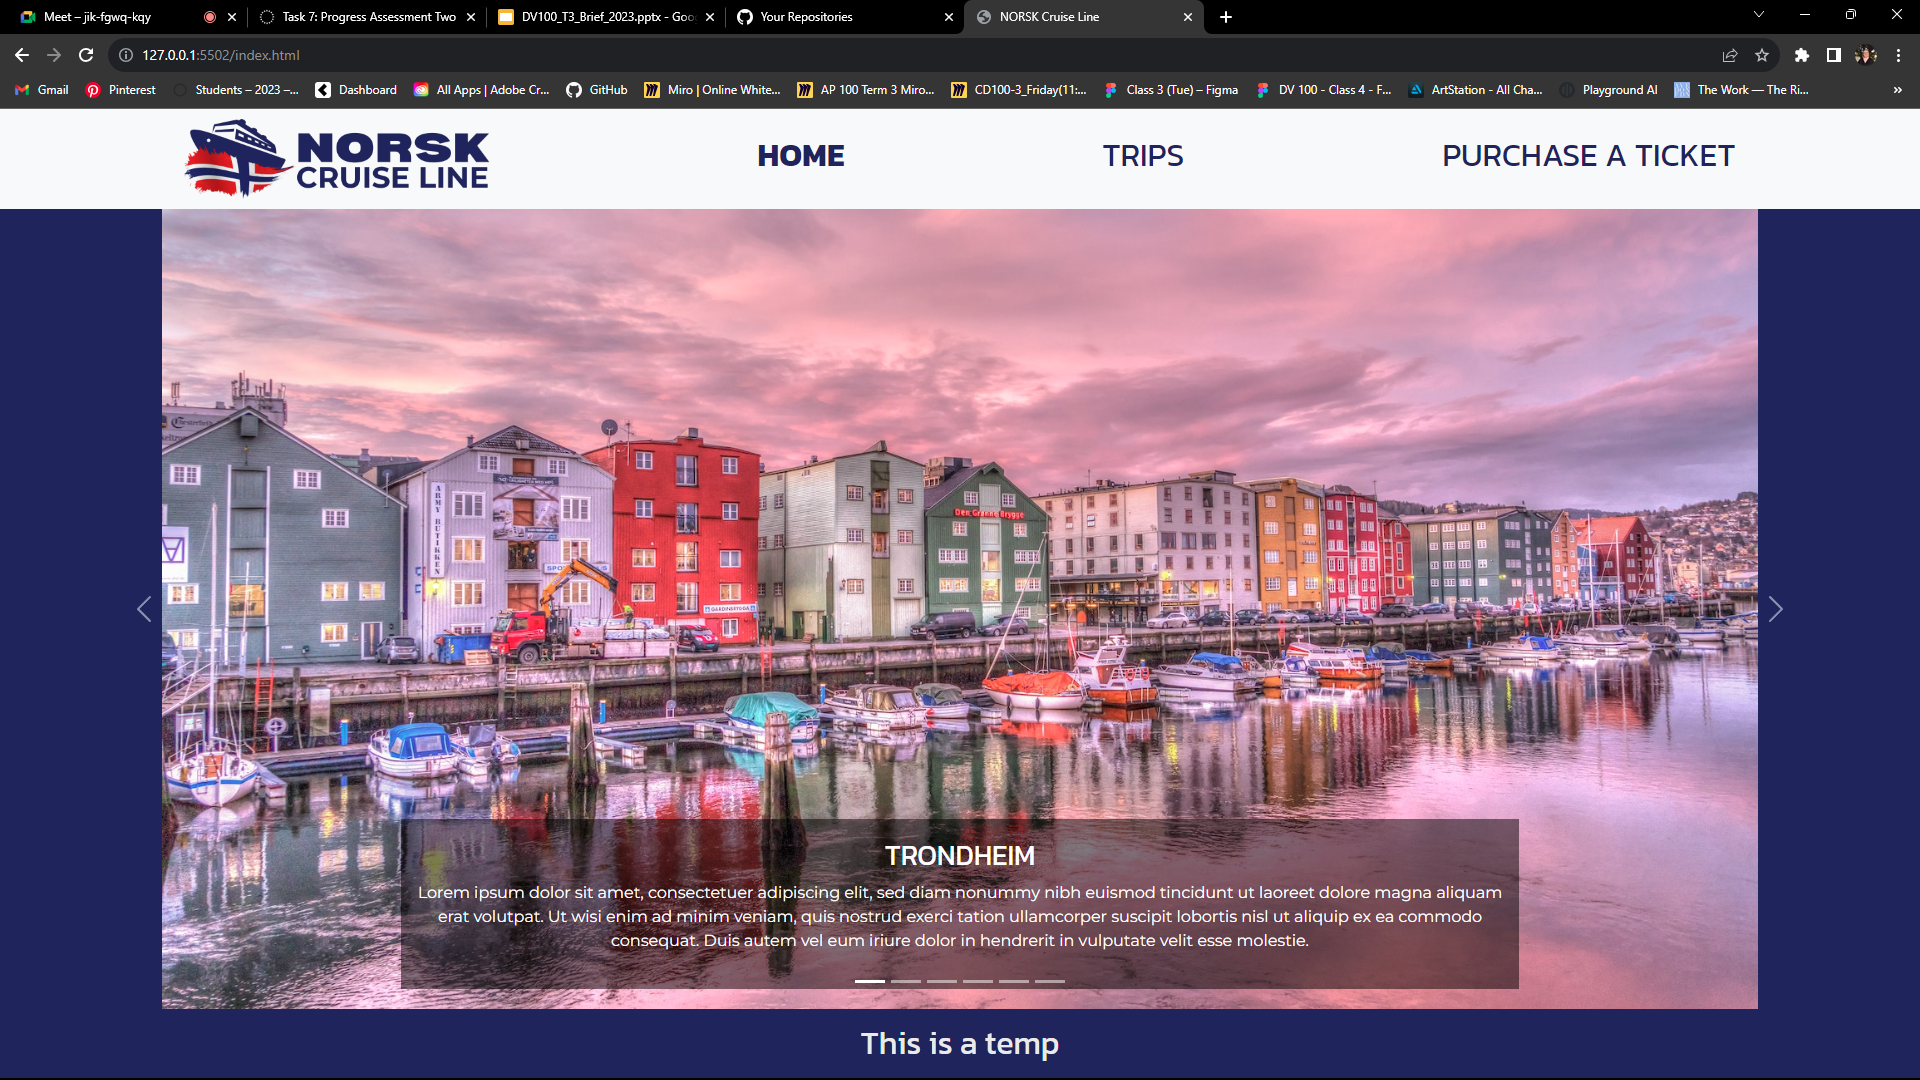 Meet – jik-fgwq-kqy
Task 7: Progress Assessment Two
DV100_T3_Brief_2023.pptx - Goo
Your Repositories
NORSK Cruise Line
127.0.0.1:5502/index.html
Gmail
Pinterest
Students – 2023 –...
Dashboard
All Apps | Adobe Cr...
GitHub
Miro | Online White...
AP 100 Term 3 Miro...
CD100-3_Friday(11:...
Class 3 (Tue) – Figma
DV 100 - Class 4 - F...
ArtStation - All Cha...
Playground AI
The Work — The Ri...
»
NORSK
CRUISE LINE
HOME
TRIPS
PURCHASE A TICKET
ARMY BUTIKKEN
Den Grønne Brygge
GARDINBRYGGA
TRONDHEIM
Lorem ipsum dolor sit amet, consectetuer adipiscing elit, sed diam nonummy nibh euismod tincidunt ut laoreet dolore magna aliquam
erat volutpat. Ut wisi enim ad minim veniam, quis nostrud exerci tation ullamcorper suscipit lobortis nisl ut aliquip ex ea commodo
consequat. Duis autem vel eum iriure dolor in hendrerit in vulputate velit esse molestie.
This is a temp